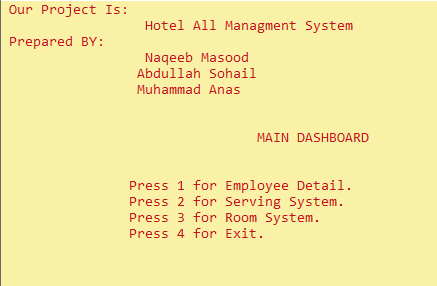 Our Project Is:
Hotel All Managment System
Prepared BY:
Naqeeb Masood
Abdullah Sohail
Muhammad Anas
MAIN DASHBOARD
Press 1 for Employee Detail.
Press 2 for Serving System.
Press 3 for Room System.
Press 4 for Exit.